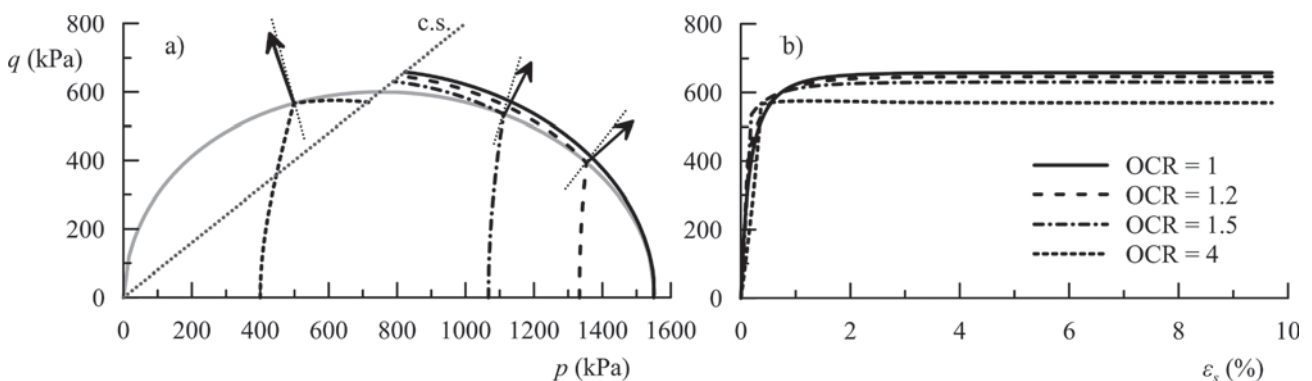 800
a)
c.s.
q (kPa)
600
400
200
0
0 200 400 600 800 1000 1200 1400 1600
p (kPa)
800
b)
600
400
OCR = 1
OCR = 1.2
OCR = 1.5
OCR = 4
200
0
0 2 4 6 8 10
εs (%)